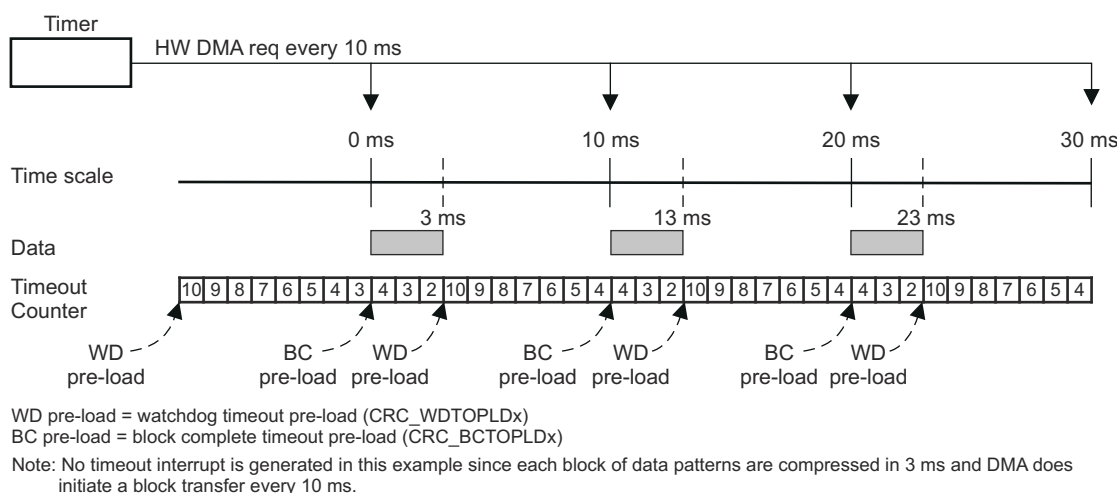 Timer
HW DMA req every 10 ms
0 ms 10 ms 20 ms 30 ms
Time scale
3 ms 13 ms 23 ms
Data
Timeout
Counter
10 9 8 7 6 5 4 3 4 3 2 10 9 8 7 6 5 4 4 3 2 10 9 8 7 6 5 4 4 3 2 10 9 8 7 6 5 4
WD
pre-load
BC
pre-load
WD
pre-load
BC
pre-load
WD
pre-load
BC
pre-load
WD
pre-load
WD pre-load = watchdog timeout pre-load (CRC_WDTOPLDx)
BC pre-load = block complete timeout pre-load (CRC_BCTOPLDx)
Note: No timeout interrupt is generated in this example since each block of data patterns are compressed in 3 ms and DMA does
initiate a block transfer every 10 ms.